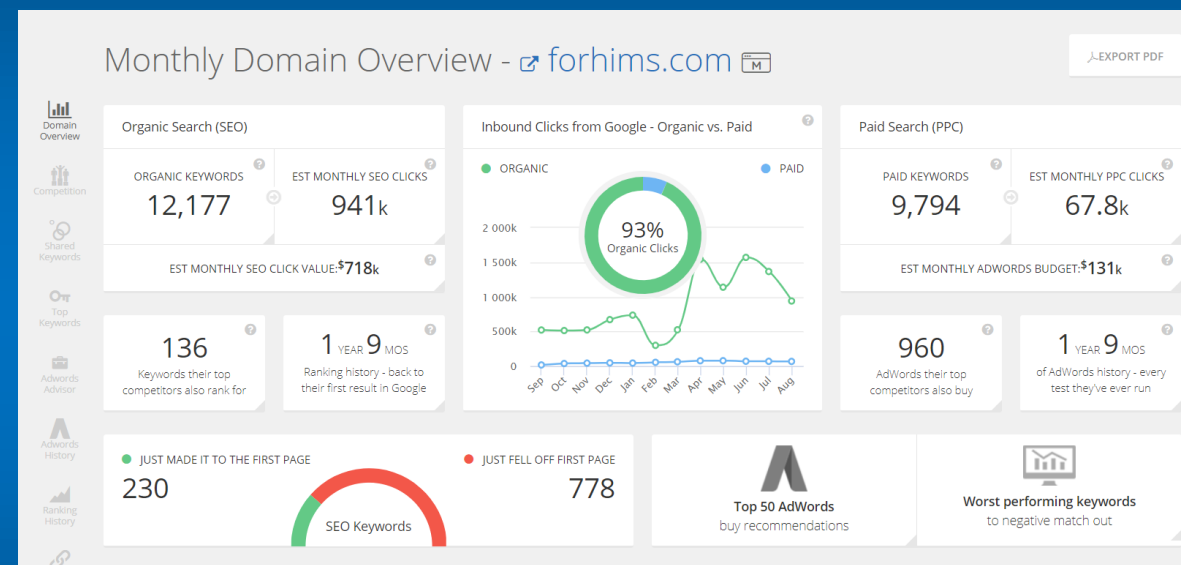 Monthly Domain Overview - forhims.com M
EXPORT PDF
Domain
Overview
Competition
Shared
Keywords
Top
Keywords
Adwords
Advisor
Adwords
History
Ranking
History
Organic Search (SEO)
ORGANIC KEYWORDS
12,177
EST MONTHLY SEO CLICKS
941k
EST MONTHLY SEO CLICK VALUE:$718k
136
Keywords their top
competitors also rank for
1 YEAR 9 MOS
Ranking history - back to
their first result in Google
Inbound Clicks from Google - Organic vs. Paid
ORGANIC
PAID
93%
Organic Clicks
2 000k
1 500k
1 000k
500k
0
Sep Oct Nov Dec Jan Feb Mar Apr May Jun Jul Aug
Paid Search (PPC)
PAID KEYWORDS
9,794
EST MONTHLY PPC CLICKS
67.8k
EST MONTHLY ADWORDS BUDGET:$131k
960
AdWords their top
competitors also buy
1 YEAR 9 MOS
of AdWords history - every
test they've ever run
JUST MADE IT TO THE FIRST PAGE
230
JUST FELL OFF FIRST PAGE
778
SEO Keywords
Top 50 AdWords
buy recommendations
Worst performing keywords
to negative match out